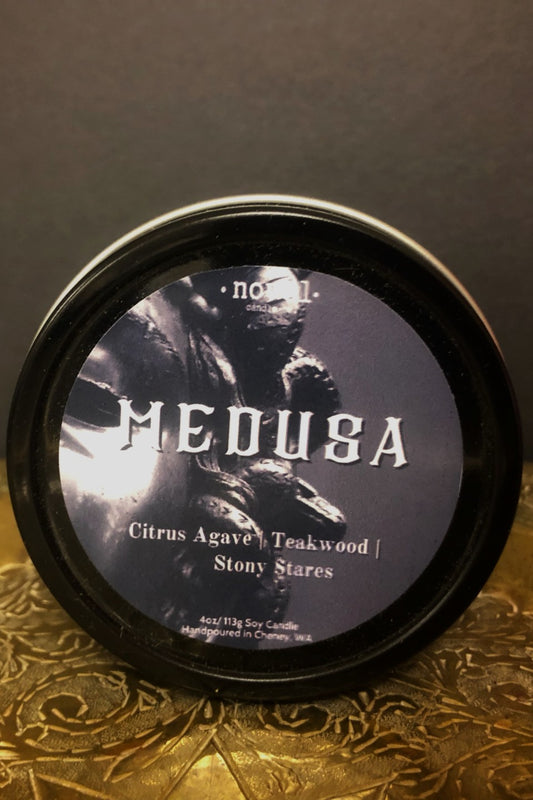 MEDUSA
Citrus Agave | Teakwood |
Stony Stares
4oz/ 113g Soy Candle
Handpoured in Cheney, WA